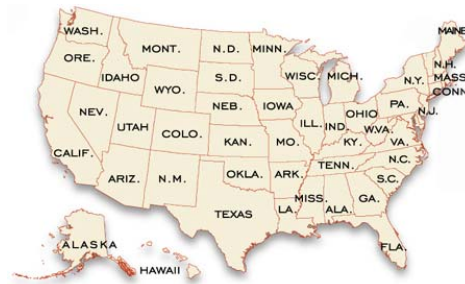 MAINE
WASH.
MONT.
N.D.
MINN.
ORE.
IDAHO
WYO.
S.D.
WISC.
MICH.
N.Y.
N.H.
MASS
CONN
NEV.
UTAH
COLO.
NEB.
IOWA
ILL.
IND.
OHIO
PA.
N.J.
CALIF.
KAN.
MO.
KY.
W.VA.
VA.
ARIZ.
N.M.
OKLA.
ARK.
TENN.
N.C.
S.C.
TEXAS
LA.
MISS.
ALA.
GA.
FLA.
ALASKA
HAWAII